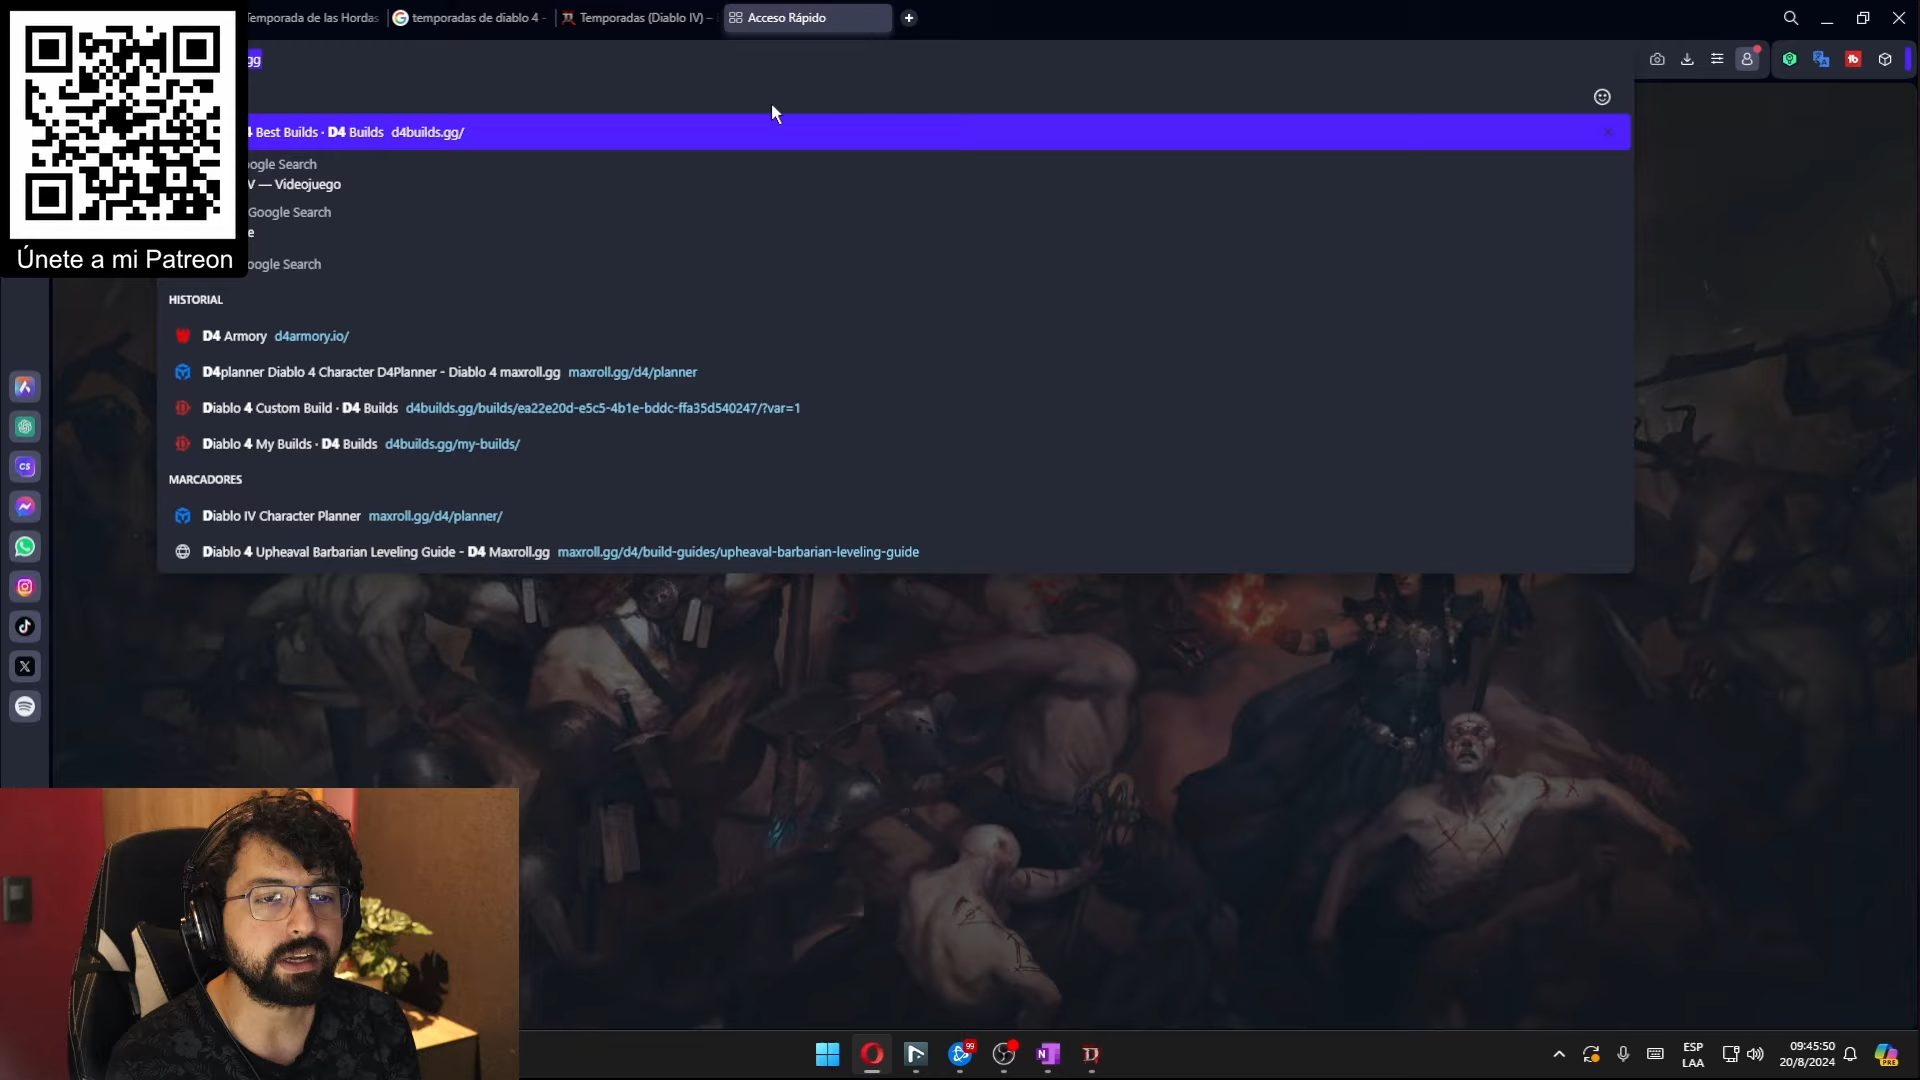 Temporada de las Hordas
temporadas de diablo 4 -
Temporadas (Diablo IV) –
Acceso Rápido
gg
Best Builds · D4 Builds d4builds.gg/
Google Search
V — Videojuego
Google Search
e
Google Search
Únete a mi Patreon
HISTORIAL
D4 Armory d4armory.io/
D4planner Diablo 4 Character D4Planner - Diablo 4 maxroll.gg maxroll.gg/d4/planner
Diablo 4 Custom Build · D4 Builds d4builds.gg/builds/ea22e20d-e5c5-4b1e-bddc-ffa35d540247/?var=1
Diablo 4 My Builds · D4 Builds d4builds.gg/my-builds/
MARCADORES
Diablo IV Character Planner maxroll.gg/d4/planner/
Diablo 4 Upheaval Barbarian Leveling Guide - D4 Maxroll.gg maxroll.gg/d4/build-guides/upheaval-barbarian-leveling-guide
CS
99
N
ESP
LAA
09:45:50
20/8/2024
PRE